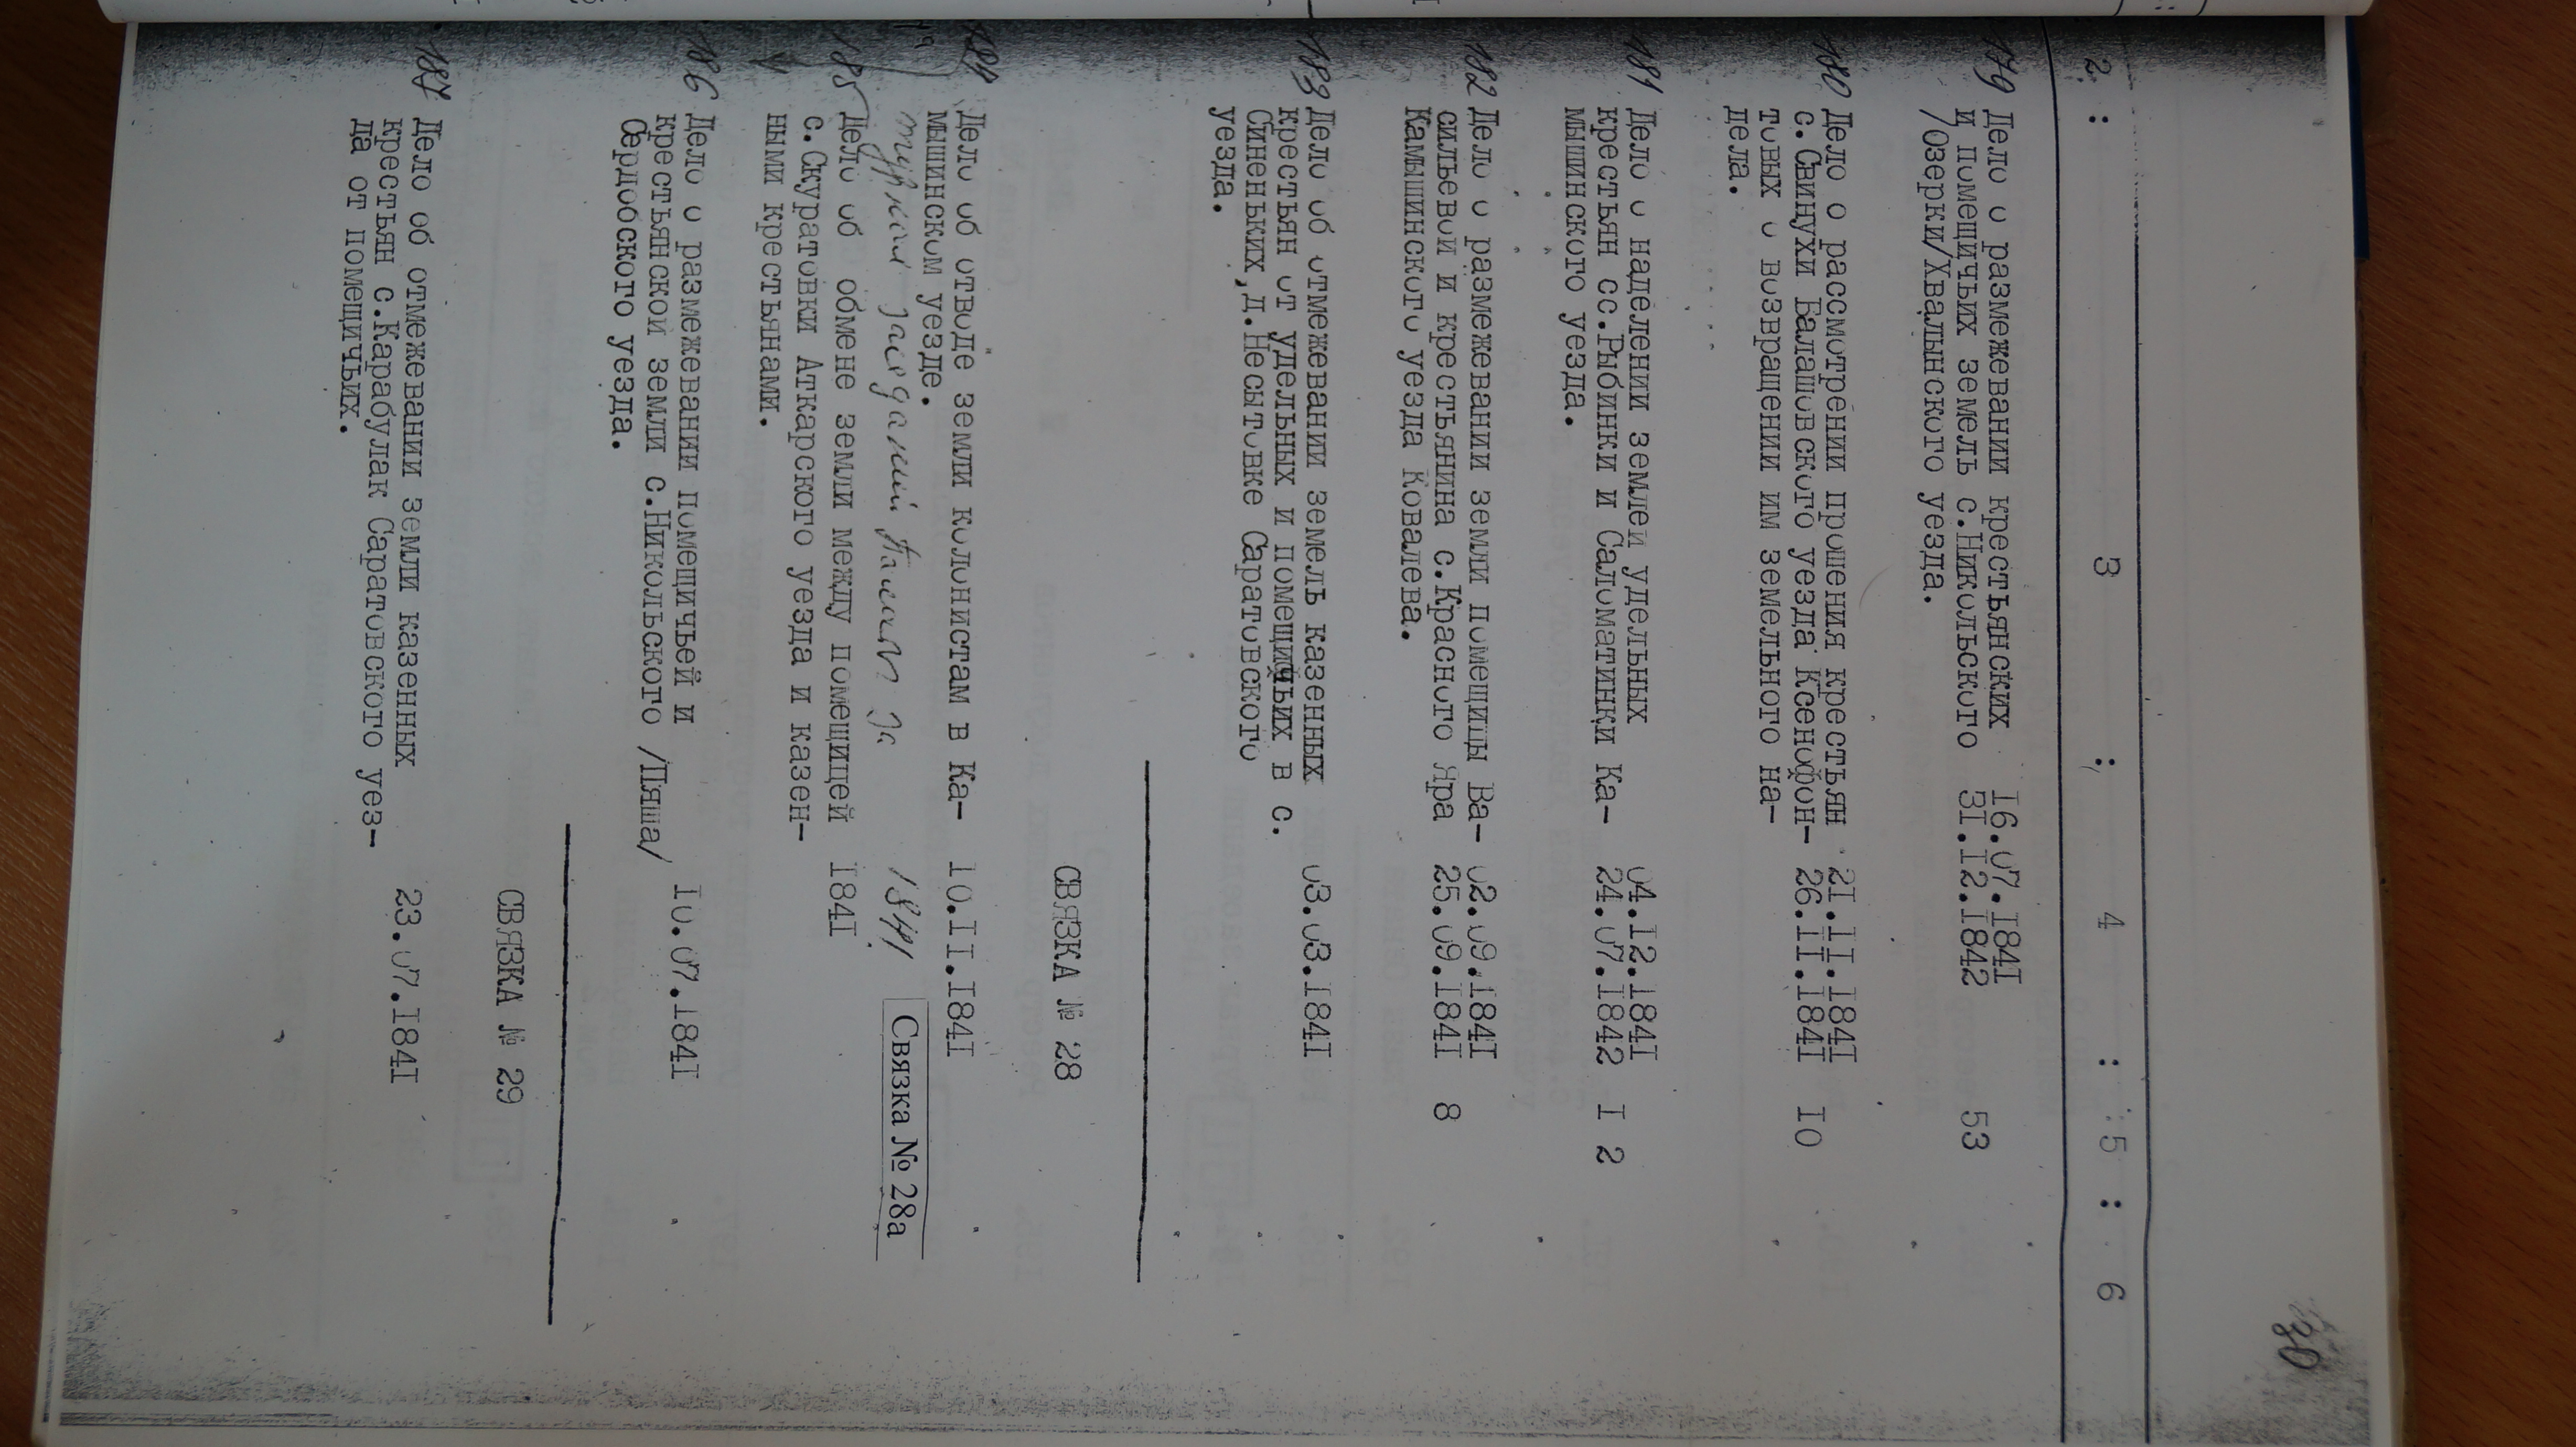 80
2 : 3 : 4 : 5 : 6
179 Дело о размежевании крестьянских 16.07.1841
и помещичьих земель с.Никольского 31.12.1842 53
/Озерки/Хвалынского уезда.
180 Дело о рассмотрении прошения крестьян 21.11.1841
с.Свинухи Балашовского уезда Ксенофон- 26.11.1841 10
товых о возвращении им земельного на-
дела.
181 Дело о наделении землей удельных 04.12.1841
крестьян сс.Рыбинки и Саломатинки Ка- 24.07.1842 1 2
мышинского уезда.
182 Дело о размежевании земли помещицы Ва- 02.09.1841
сильевой и крестьянина с.Красного Яра 25.09.1841 8
Камышинского уезда Ковалева.
183 Дело об отмежевании земель казенных 03.03.1841
крестьян от удельных и помещичьих в с.
Синеньких,д.Несытовке Саратовского
уезда.
СВЯЗКА № 28
184 Дело об отводе земли колонистам в Ка- 10.11.1841
мышинском уезде.
журнал заседаний Палаты за 1841
Связка № 28а
185 Дело об обмене земли между помещицей 1841
с.Скуратовки Аткарского уезда и казен-
ными крестьянами.
186 Дело о размежевании помещичьей и 10.07.1841
крестьянской земли с.Никольского /Пяша/
Сердобского уезда.
СВЯЗКА № 29
187 Дело об отмежевании земли казенных 23.07.1841
крестьян с.Карабулак Саратовского уез-
да от помещичьих.